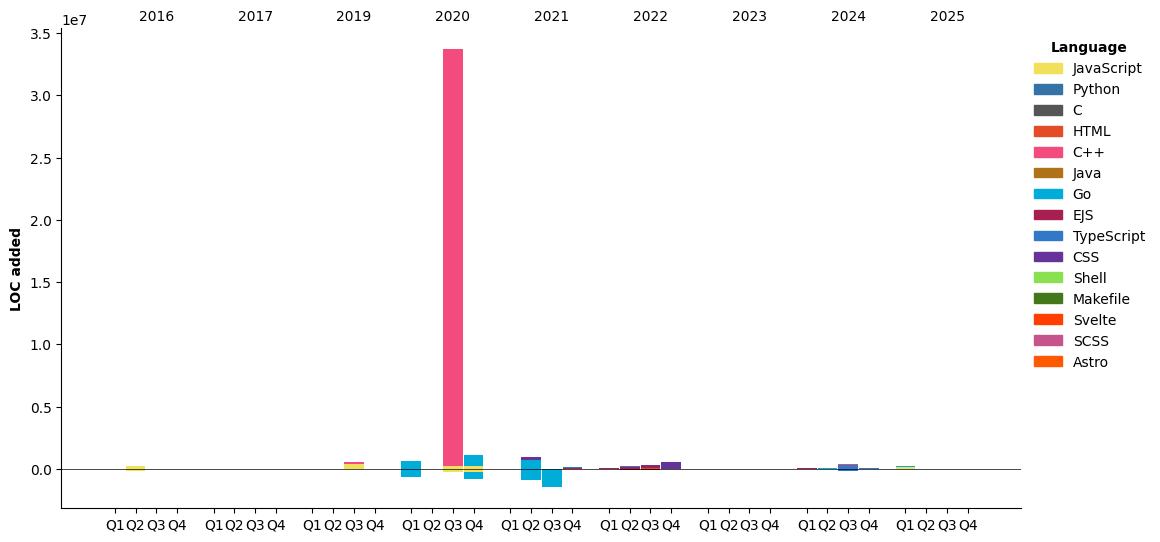 2016 2017 2019 2020 2021 2022 2023 2024 2025
1e7
3.5
3.0
2.5
2.0
1.5
1.0
0.5
0.0
LOC added
Q1 Q2 Q3 Q4 Q1 Q2 Q3 Q4 Q1 Q2 Q3 Q4 Q1 Q2 Q3 Q4 Q1 Q2 Q3 Q4 Q1 Q2 Q3 Q4 Q1 Q2 Q3 Q4 Q1 Q2 Q3 Q4 Q1 Q2 Q3 Q4
Language
JavaScript
Python
C
HTML
C++
Java
Go
EJS
TypeScript
CSS
Shell
Makefile
Svelte
SCSS
Astro